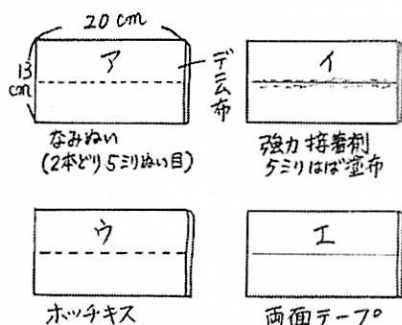 20cm
13
cm
ア
デニム布
なみぬい
(2本どり5ミリぬい目)
イ
強力接着剤
5ミリはば塗布
ウ
ホッチキス
エ
両面テープ